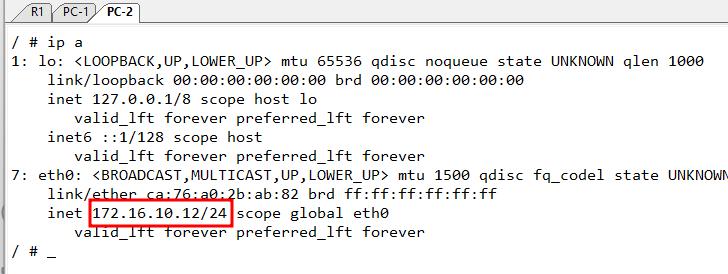 R1 PC-1 PC-2
/ # ip a
1: lo: <LOOPBACK,UP,LOWER_UP> mtu 65536 qdisc noqueue state UNKNOWN qlen 1000
    link/loopback 00:00:00:00:00:00 brd 00:00:00:00:00:00
    inet 127.0.0.1/8 scope host lo
       valid_lft forever preferred_lft forever
    inet6 ::1/128 scope host
       valid_lft forever preferred_lft forever
7: eth0: <BROADCAST,MULTICAST,UP,LOWER_UP> mtu 1500 qdisc fq_codel state UNKNOWN
    link/ether ca:76:a0:2b:ab:82 brd ff:ff:ff:ff:ff:ff
    inet 172.16.10.12/24 scope global eth0
       valid_lft forever preferred_lft forever
/ # _